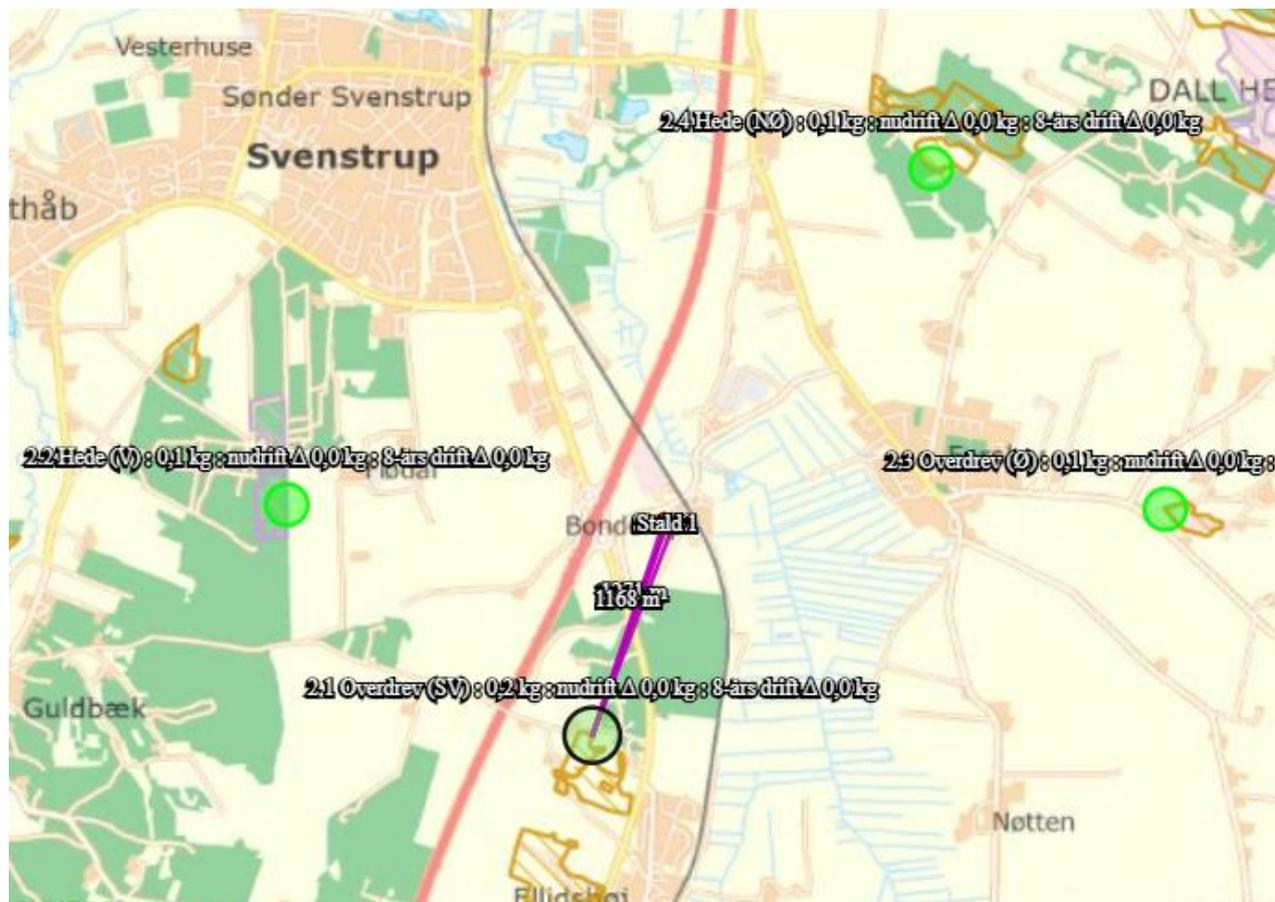 Vesterhuse
Sønder Svenstrup
DALL HE
2.4 Hede (NØ) : 0,1 kg : nudrift Δ 0,0 kg : 8-års drift Δ 0,0 kg
Svenstrup
thåb
2.2 Hede (V) : 0,1 kg : nudrift Δ 0,0 kg : 8-års drift Δ 0,0 kg
2.3 Overdrev (Ø) : 0,1 kg : nudrift Δ 0,0 kg :
Bonde
Stald 1
1168 m
2.1 Overdrev (SV) : 0,2 kg : nudrift Δ 0,0 kg : 8-års drift Δ 0,0 kg
Guldbæk
Nøtten
Ellidshøj